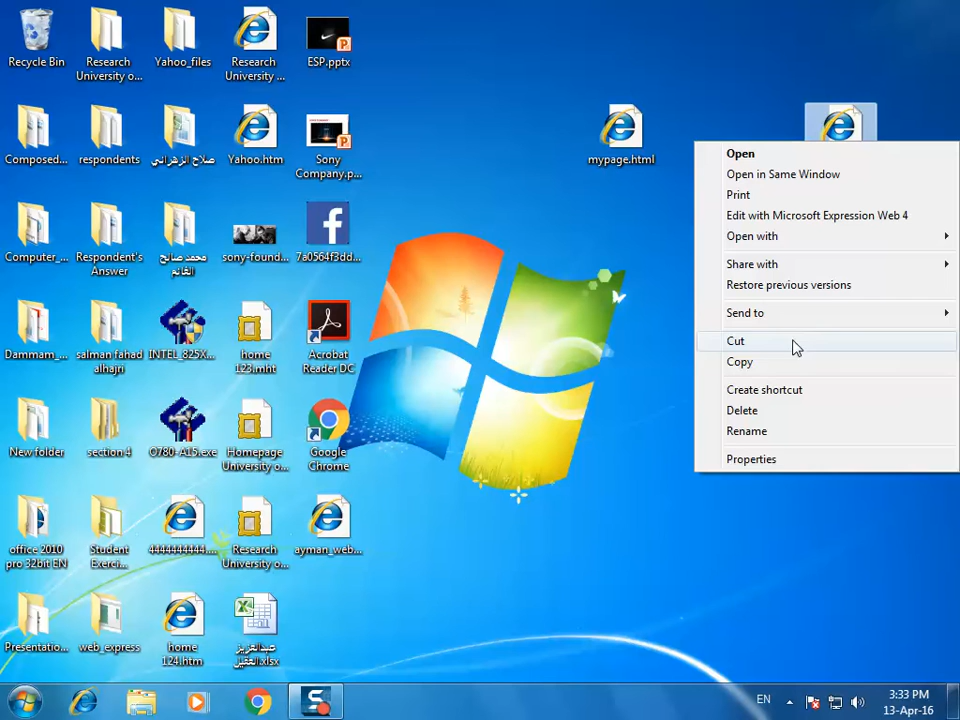 Recycle Bin
Research
University o...
Yahoo_files
Research
University ...
ESP.pptx
Composed...
respondents
صلاح الزهراني
Yahoo.htm
Sony
Company.p...
mypage.html
Computer_...
Respondent's
Answer
محمد صالح
الغانم
sony-found...
7a0564f3dd...
Dammam_...
salman fahad
alhajri
INTEL_825X...
home
123.mht
Acrobat
Reader DC
New folder
section 4
O780-A15.exe
Homepage
University o...
Google
Chrome
office 2010
pro 32bit EN
Student
Exerci...
4444444444....
Research
University o...
ayman_web...
Presentatio...
web_express
home
124.htm
عبدالعزيز
العقيل.xlsx
Open
Open in Same Window
Print
Edit with Microsoft Expression Web 4
Open with
Share with
Restore previous versions
Send to
Cut
Copy
Create shortcut
Delete
Rename
Properties
EN
3:33 PM
13-Apr-16